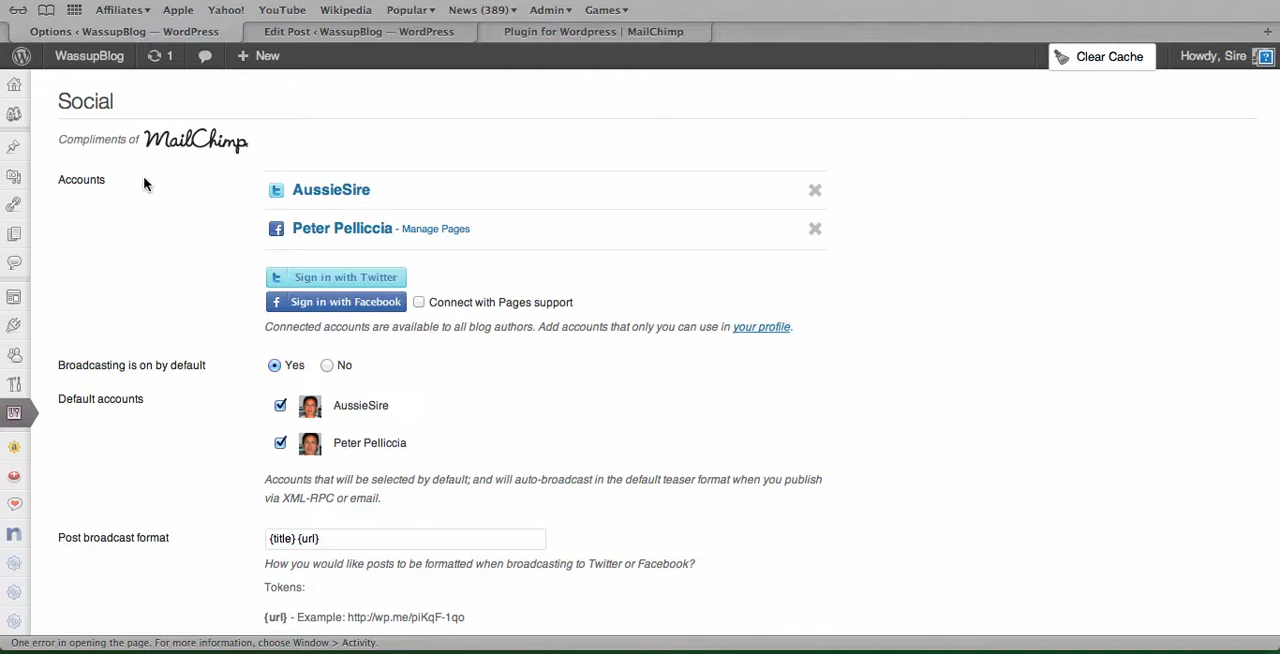 Affiliates▾ Apple Yahoo! YouTube Wikipedia Popular▾ News (389)▾ Admin▾ Games▾
Options ‹ WassupBlog — WordPress Edit Post ‹ WassupBlog — WordPress Plugin for Wordpress | MailChimp +
WassupBlog 1 + New Clear Cache Howdy, Sire ?
Social
Compliments of MailChimp
Accounts
AussieSire
Peter Pelliccia - Manage Pages
Sign in with Twitter
Sign in with Facebook Connect with Pages support
Connected accounts are available to all blog authors. Add accounts that only you can use in your profile.
Broadcasting is on by default Yes No
Default accounts
AussieSire
Peter Pelliccia
Accounts that will be selected by default; and will auto-broadcast in the default teaser format when you publish
via XML-RPC or email.
Post broadcast format {title} {url}
How you would like posts to be formatted when broadcasting to Twitter or Facebook?
Tokens:
{url} - Example: http://wp.me/piKqF-1qo
One error in opening the page. For more information, choose Window > Activity.